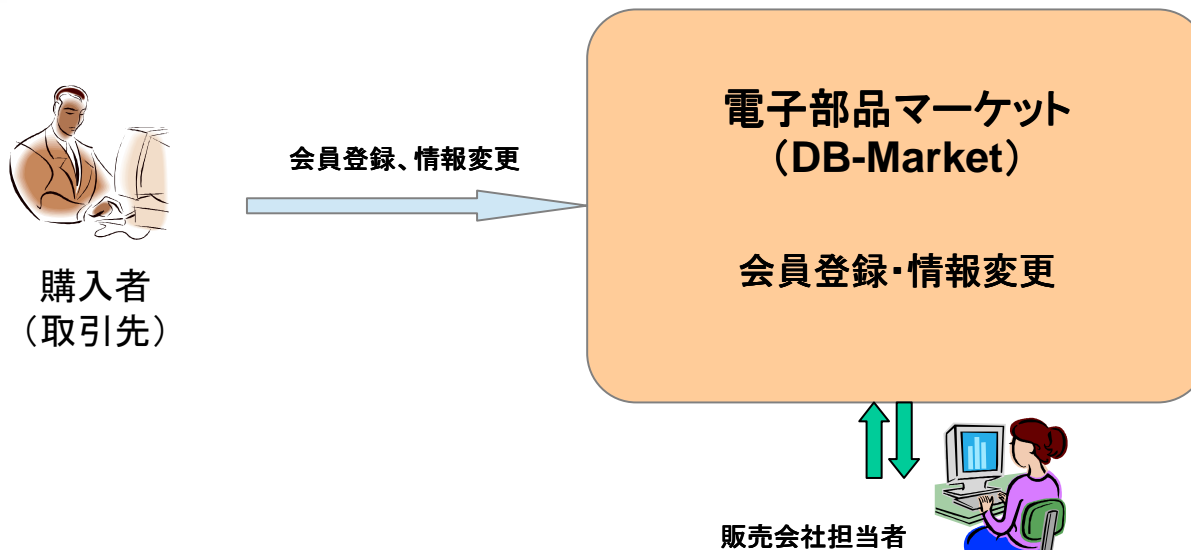 電子部品マーケット
（DB-Market）
会員登録、情報変更
会員登録・情報変更
購入者
（取引先）
販売会社担当者